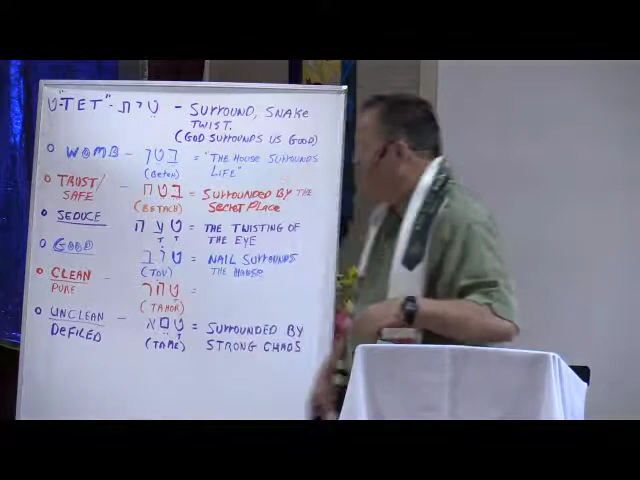 ט "TET" - טית - SURROUND, SNAKE
TWIST.
(GOD SURROUNDS US GOOD)
WOMB - בטן = "THE HOUSE SURROUNDS
(Beten) LIFE"
TRUST/ - בטח = SURROUNDED BY THE
SAFE (BETACH) SECRET PLACE
SEDUCE טעה = THE TWISTING OF
THE EYE
GOOD טוב = NAIL SURROUNDS
(TOV) THE HOUSE
CLEAN - טהר =
PURE (TAHOR)
UNCLEAN - טמא = SURROUNDED BY
DEFILED (TAME) STRONG CHAOS